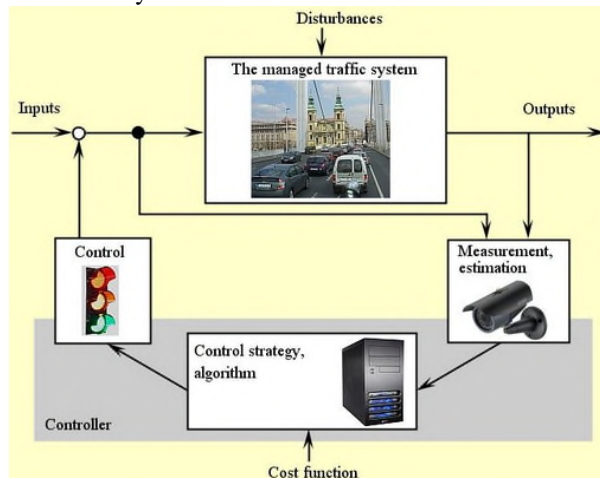 Disturbances
The managed traffic system
Inputs
Outputs
Control
Measurement,
estimation
Control strategy,
algorithm
Controller
Cost function